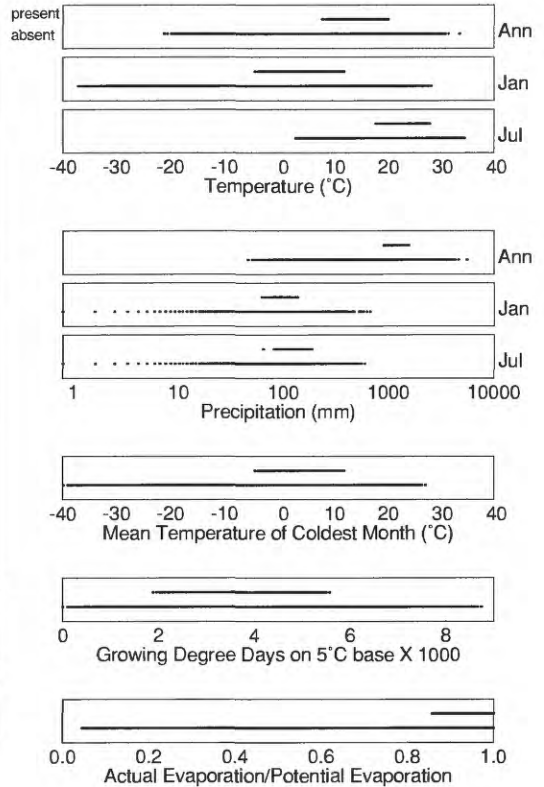 present
absent
Ann
Jan
Jul
-40 -30 -20 -10 0 10 20 30 40
Temperature (°C)
Ann
Jan
Jul
1 10 100 1000 10000
Precipitation (mm)
-40 -30 -20 -10 0 10 20 30 40
Mean Temperature of Coldest Month (°C)
0 2 4 6 8
Growing Degree Days on 5°C base X 1000
0.0 0.2 0.4 0.6 0.8 1.0
Actual Evaporation/Potential Evaporation